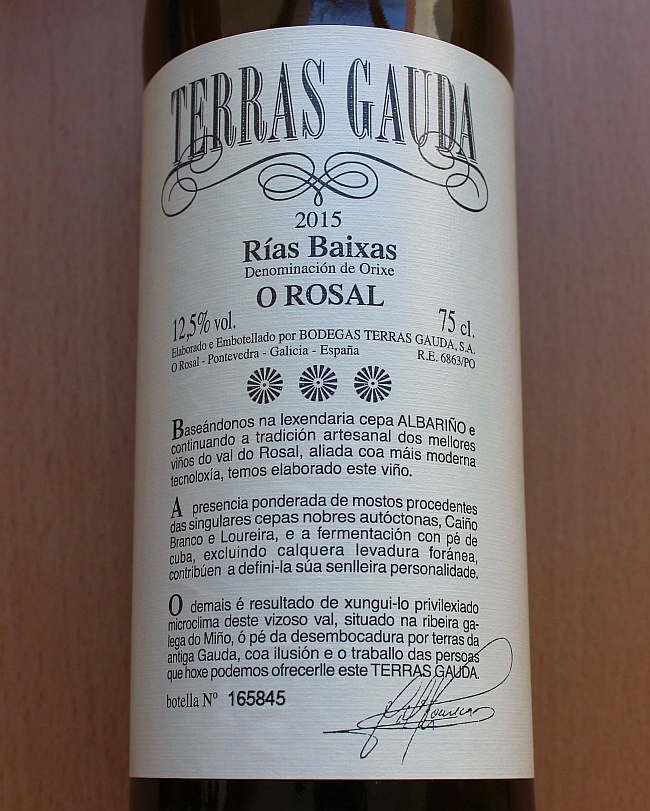 TERRAS GAUDA
2015
Rías Baixas
Denominación de Orixe
O ROSAL
12,5% vol. 75 cl.
Elaborado e Embotellado por BODEGAS TERRAS GAUDA, S.A.
O Rosal - Pontevedra - Galicia - España R.E. 6863/PO
Baseándonos na lexendaria cepa ALBARIÑO e
continuando a tradición artesanal dos mellores
viños do val do Rosal, aliada coa máis moderna
tecnoloxía, temos elaborado este viño.
A presencia ponderada de mostos procedentes
das singulares cepas nobres autóctonas, Caiño
Branco e Loureira, e a fermentación con pé de
cuba, excluindo calquera levadura foránea,
contribúen a defini-la súa senlleira personalidade.
O demais é resultado de xungui-lo privilexiado
microclima deste vizoso val, situado na ribeira ga-
lega do Miño, ó pé da desembocadura por terras da
antiga Gauda, coa ilusión e o traballo das persoas
que hoxe podemos ofrecerlle este TERRAS GAUDA.
botella Nº 165845